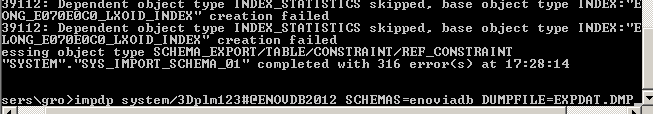 39112: Dependent object type INDEX_STATISTICS skipped, base object type INDEX:"E
ONG_E070E0C0_LXOID_INDEX" creation failed
39112: Dependent object type INDEX_STATISTICS skipped, base object type INDEX:"E
LONG_E070E0C0_LXOID_INDEX" creation failed
essing object type SCHEMA_EXPORT/TABLE/CONSTRAINT/REF_CONSTRAINT
"SYSTEM"."SYS_IMPORT_SCHEMA_01" completed with 316 error(s) at 17:28:14
sers\gro>impdp system/3Dplm123#@ENOVDB2012 SCHEMAS=enoviadb DUMPFILE=EXPDAT.DMP